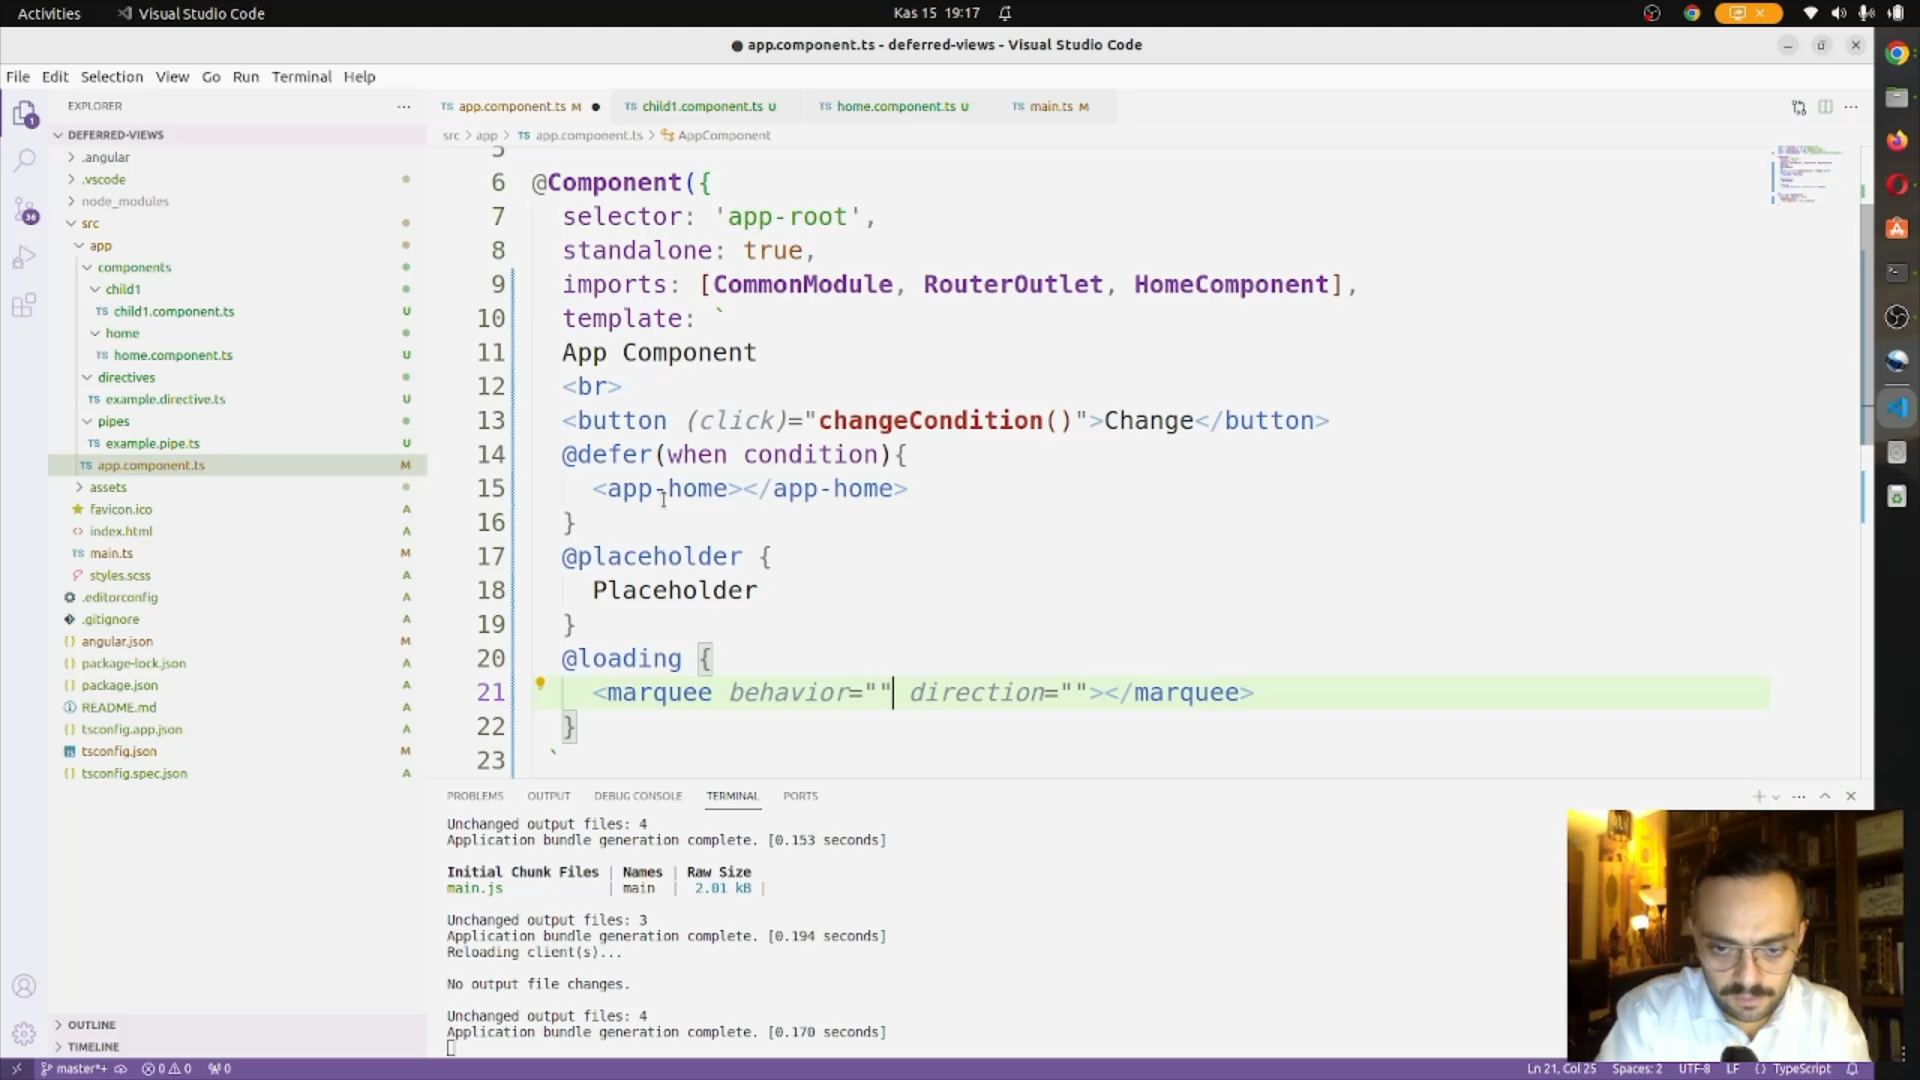 Activities
Visual Studio Code
Kas 15 19:17
app.component.ts - deferred-views - Visual Studio Code
File Edit Selection View Go Run Terminal Help
EXPLORER
DEFERRED-VIEWS
.angular
.vscode
node_modules
src
app
components
child1
child1.component.ts U
home
home.component.ts U
directives
example.directive.ts U
pipes
example.pipe.ts U
app.component.ts M
assets
favicon.ico A
index.html A
main.ts M
styles.scss A
.editorconfig A
.gitignore A
angular.json M
package-lock.json A
package.json A
README.md A
tsconfig.app.json A
tsconfig.json M
tsconfig.spec.json A
OUTLINE
TIMELINE
app.component.ts M child1.component.ts U home.component.ts U main.ts M
src > app > app.component.ts > AppComponent
5
6 @Component({
7 selector: 'app-root',
8 standalone: true,
9 imports: [CommonModule, RouterOutlet, HomeComponent],
10 template: `
11 App Component
12 <br>
13 <button (click)="changeCondition()">Change</button>
14 @defer(when condition){
15 <app-home></app-home>
16 }
17 @placeholder {
18 Placeholder
19 }
20 @loading {
21 <marquee behavior="" direction=""></marquee>
22 }
23 `
PROBLEMS OUTPUT DEBUG CONSOLE TERMINAL PORTS
Unchanged output files: 4
Application bundle generation complete. [0.153 seconds]
Initial Chunk Files | Names | Raw Size
main.js | main | 2.01 kB |
Unchanged output files: 3
Application bundle generation complete. [0.194 seconds]
Reloading client(s)...
No output file changes.
Unchanged output files: 4
Application bundle generation complete. [0.170 seconds]
master*+ 0 0 0 Ln 21, Col 25 Spaces: 2 UTF-8 LF {} TypeScript